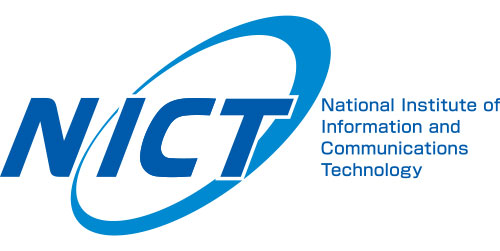 NICT
National Institute of
Information and
Communications
Technology